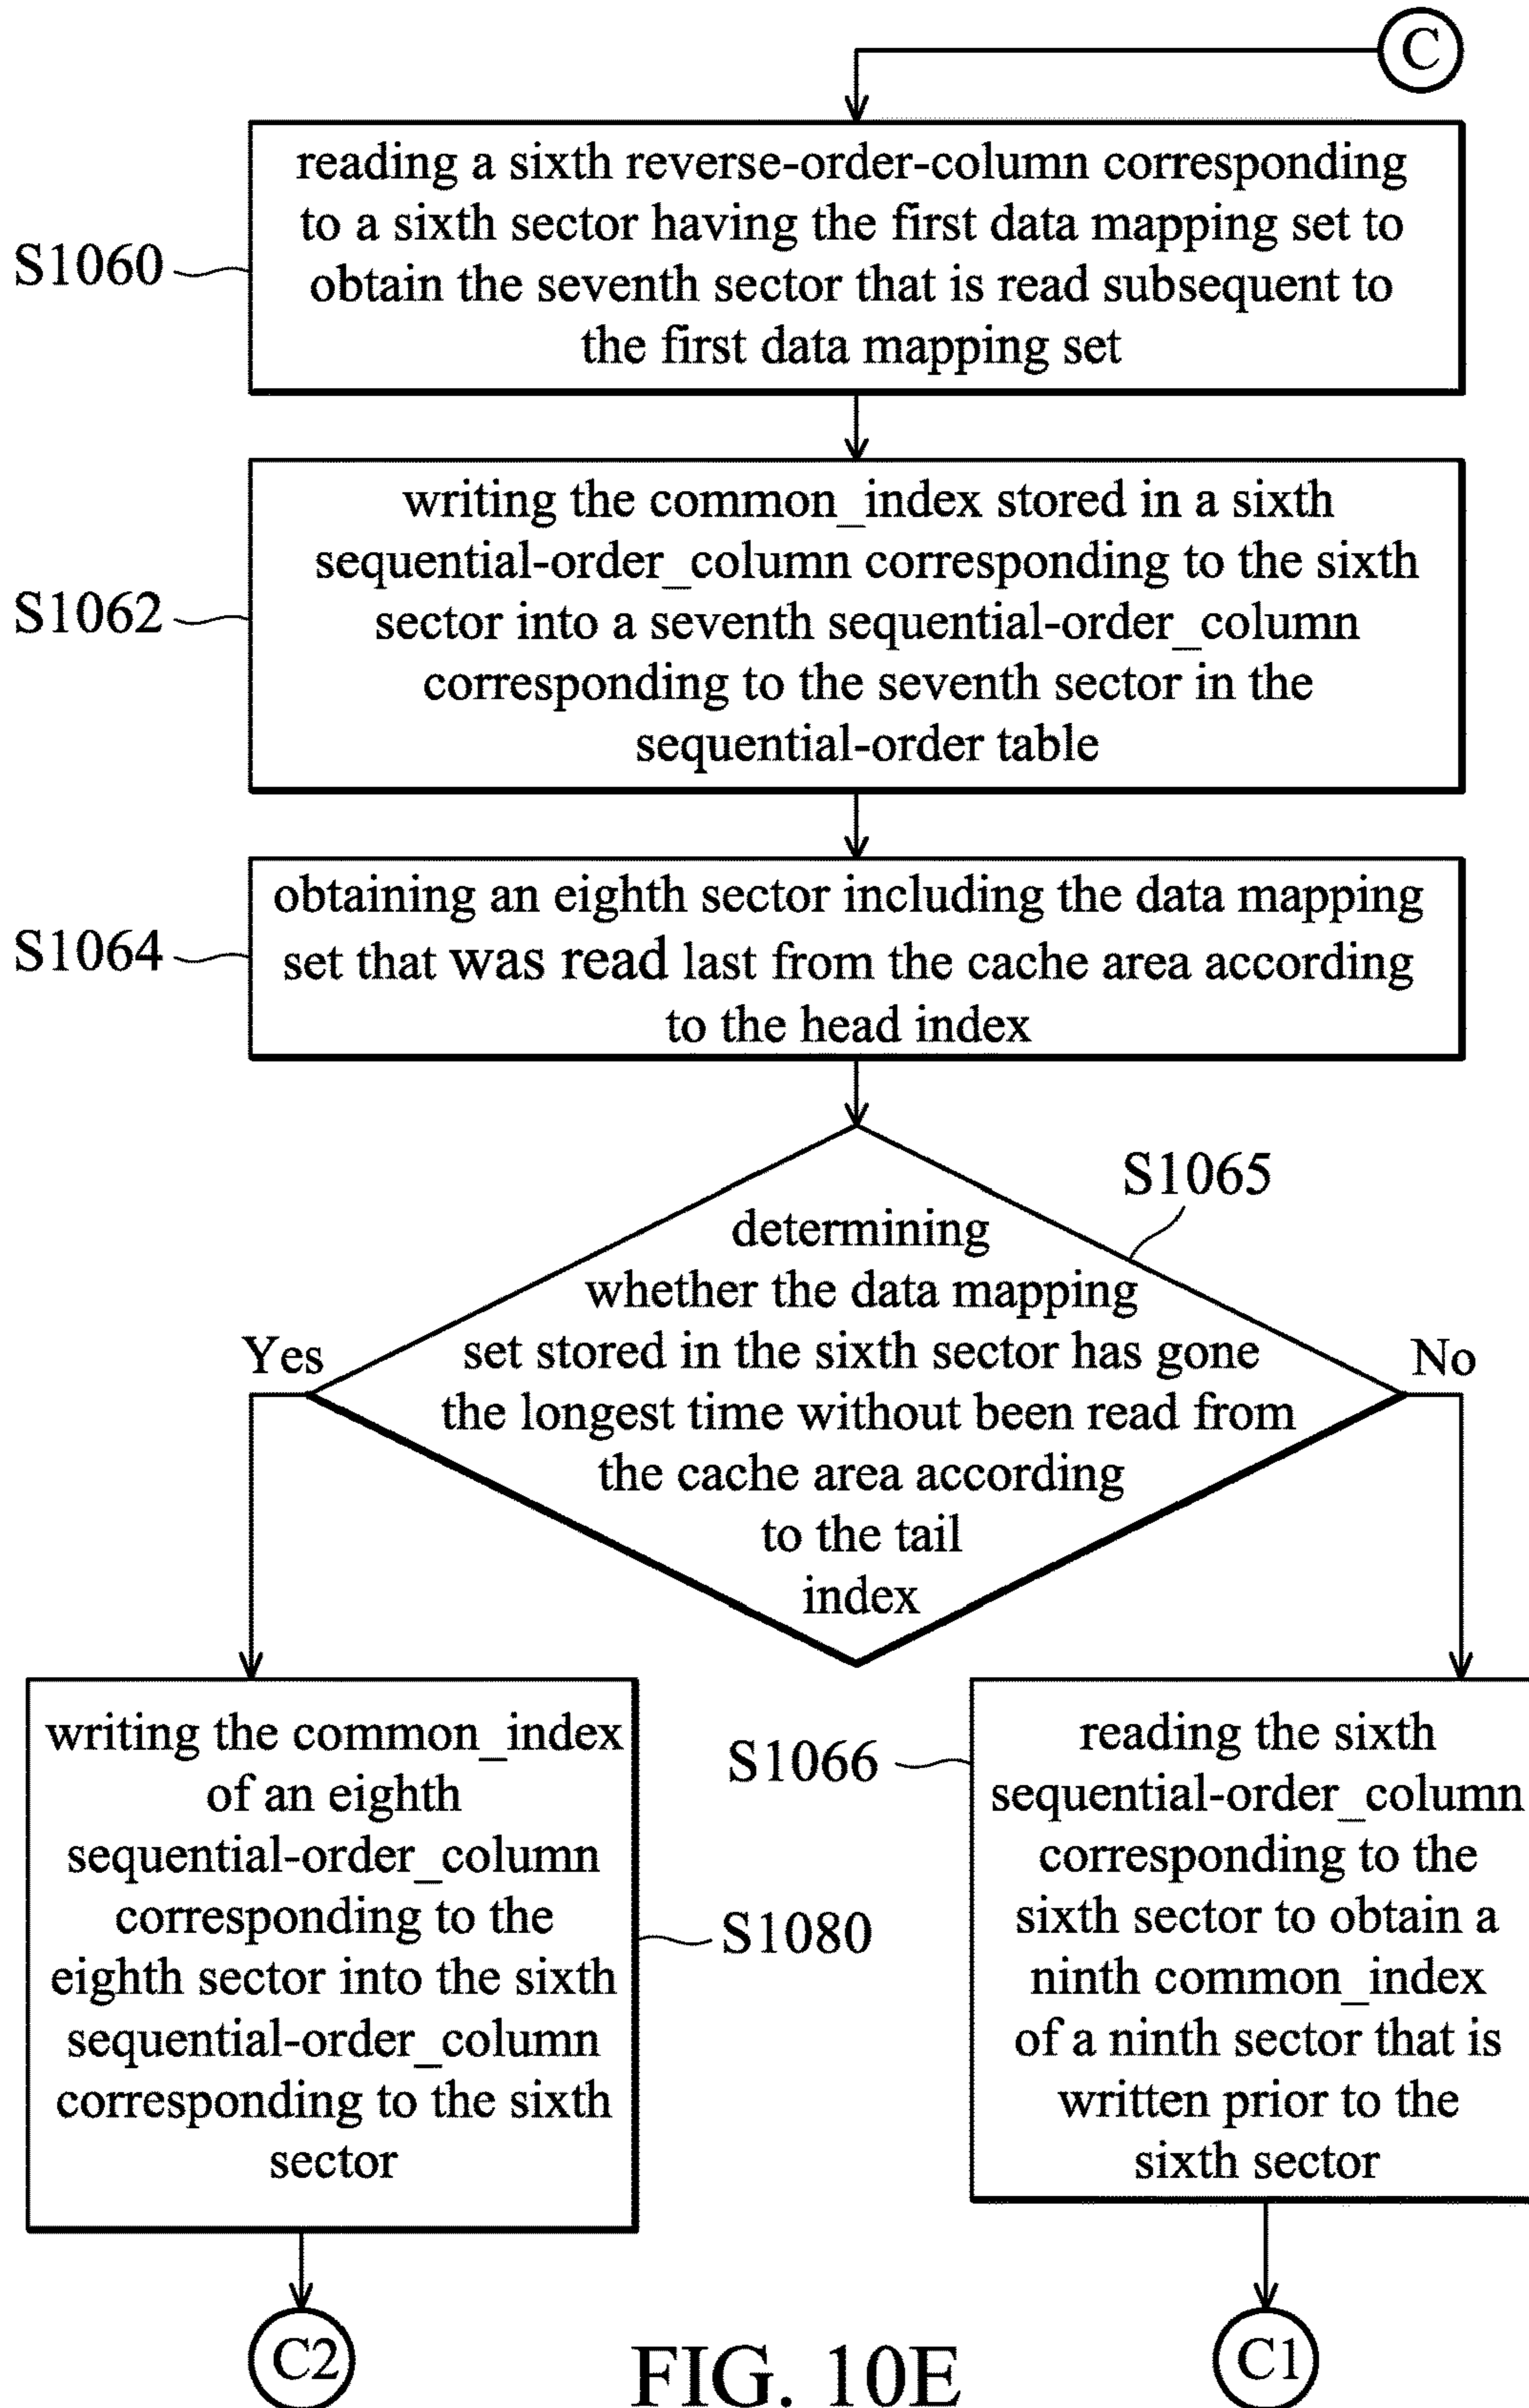 C
reading a sixth reverse-order-column corresponding
to a sixth sector having the first data mapping set to
obtain the seventh sector that is read subsequent to
the first data mapping set
S1060
writing the common_index stored in a sixth
sequential-order_column corresponding to the sixth
sector into a seventh sequential-order_column
corresponding to the seventh sector in the
sequential-order table
S1062
obtaining an eighth sector including the data mapping
set that was read last from the cache area according
to the head index
S1064
S1065
determining
whether the data mapping
set stored in the sixth sector has gone
the longest time without been read from
the cache area according
to the tail
index
Yes
No
writing the common_index
of an eighth
sequential-order_column
corresponding to the
eighth sector into the sixth
sequential-order_column
corresponding to the sixth
sector
S1080
S1066
reading the sixth
sequential-order_column
corresponding to the
sixth sector to obtain a
ninth common_index
of a ninth sector that is
written prior to the
sixth sector
C2
C1
FIG. 10E